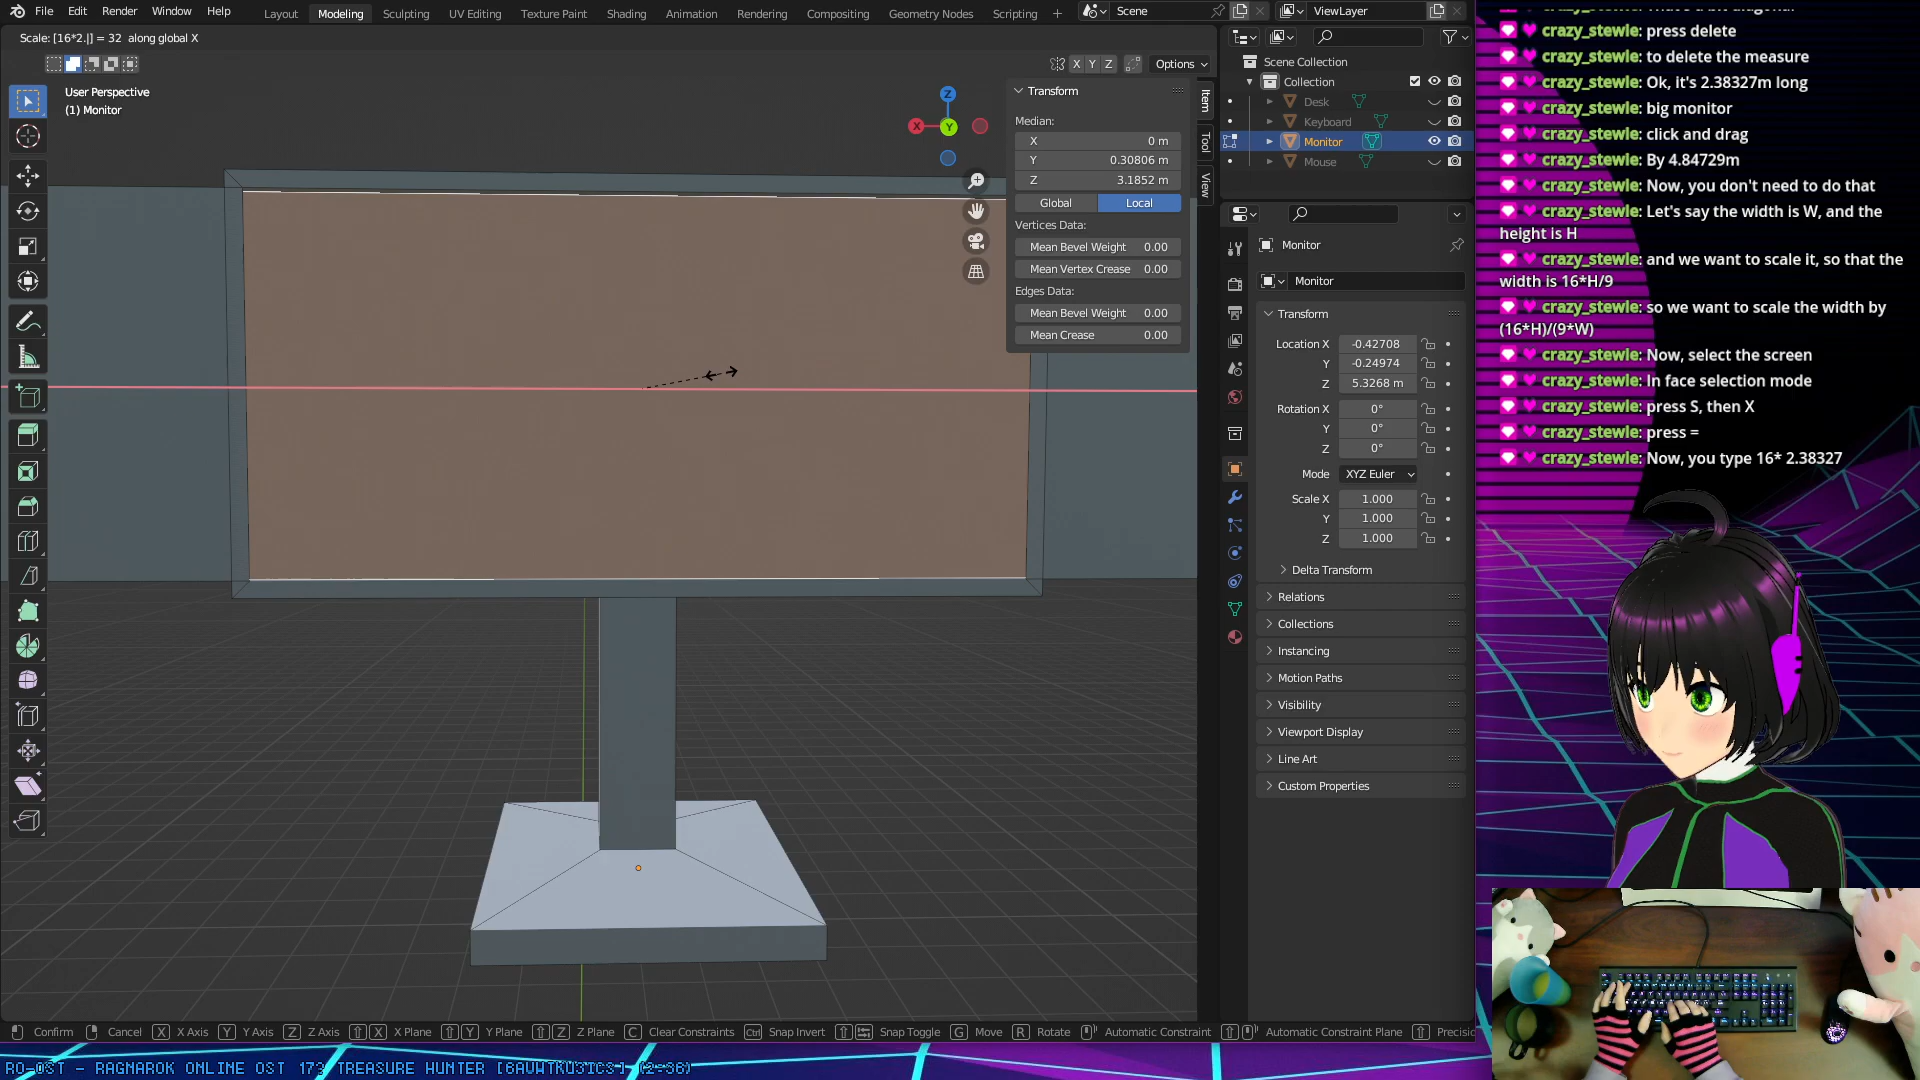 File Edit Render Window Help
Layout Modeling Sculpting UV Editing Texture Paint Shading Animation Rendering Compositing Geometry Nodes Scripting +
Scene
ViewLayer
Scale: [16*2.|] = 32 along global X
X Y Z Options
User Perspective
(1) Monitor
Z
X
Y
Transform
Median:
X 0 m
Y 0.30806 m
Z 3.1852 m
Global Local
Vertices Data:
Mean Bevel Weight 0.00
Mean Vertex Crease 0.00
Edges Data:
Mean Bevel Weight 0.00
Mean Crease 0.00
Item
Tool
View
Scene Collection
Collection
Desk
Keyboard
Monitor
Mouse
Monitor
Monitor
Transform
Location X -0.42708
Y -0.24974
Z 5.3268 m
Rotation X 0°
Y 0°
Z 0°
Mode XYZ Euler
Scale X 1.000
Y 1.000
Z 1.000
Delta Transform
Relations
Collections
Instancing
Motion Paths
Visibility
Viewport Display
Line Art
Custom Properties
Confirm Cancel X X Axis Y Y Axis Z Z Axis X X Plane Y Y Plane Z Z Plane C Clear Constraints Ctrl Snap Invert Snap Toggle G Move R Rotate Automatic Constraint Automatic Constraint Plane Precisic
crazy_stewie: press delete
crazy_stewie: to delete the measure
crazy_stewie: Ok, it's 2.38327m long
crazy_stewie: big monitor
crazy_stewie: click and drag
crazy_stewie: By 4.84729m
crazy_stewie: Now, you don't need to do that
crazy_stewie: Let's say the width is W, and the
height is H
crazy_stewie: and we want to scale it, so that the
width is 16*H/9
crazy_stewie: so we want to scale the width by
(16*H)/(9*W)
crazy_stewie: Now, select the screen
crazy_stewie: In face selection mode
crazy_stewie: press S, then X
crazy_stewie: press =
crazy_stewie: Now, you type 16* 2.38327
RO-OST - RAGNAROK ONLINE OST 173 TREASURE HUNTER